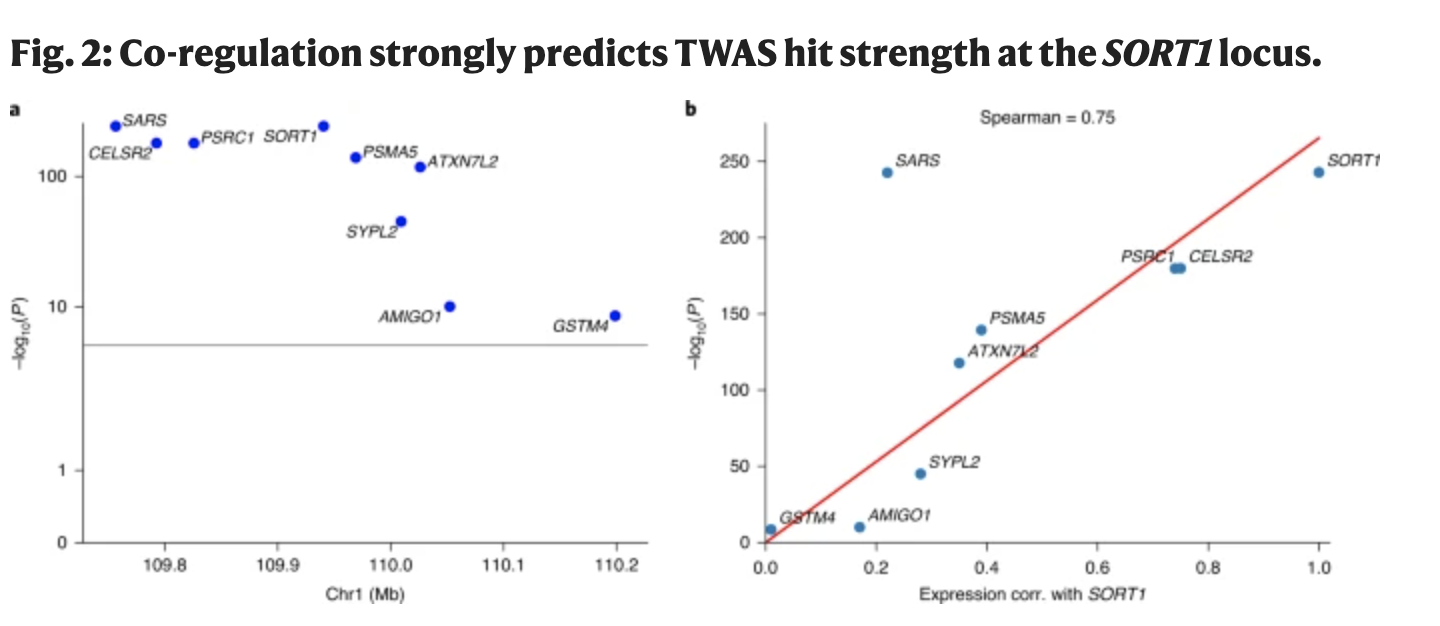 Fig. 2: Co-regulation strongly predicts TWAS hit strength at the SORT1 locus.
a
SARS
CELSR2
PSRC1
SORT1
PSMA5
ATXN7L2
SYPL2
AMIGO1
GSTM4
100
10
1
0
–log10(P)
109.8 109.9 110.0 110.1 110.2
Chr1 (Mb)
b
Spearman = 0.75
SARS
SORT1
PSRC1
CELSR2
PSMA5
ATXN7L2
SYPL2
GSTM4
AMIGO1
250
200
150
100
50
0
–log10(P)
0.0 0.2 0.4 0.6 0.8 1.0
Expression corr. with SORT1